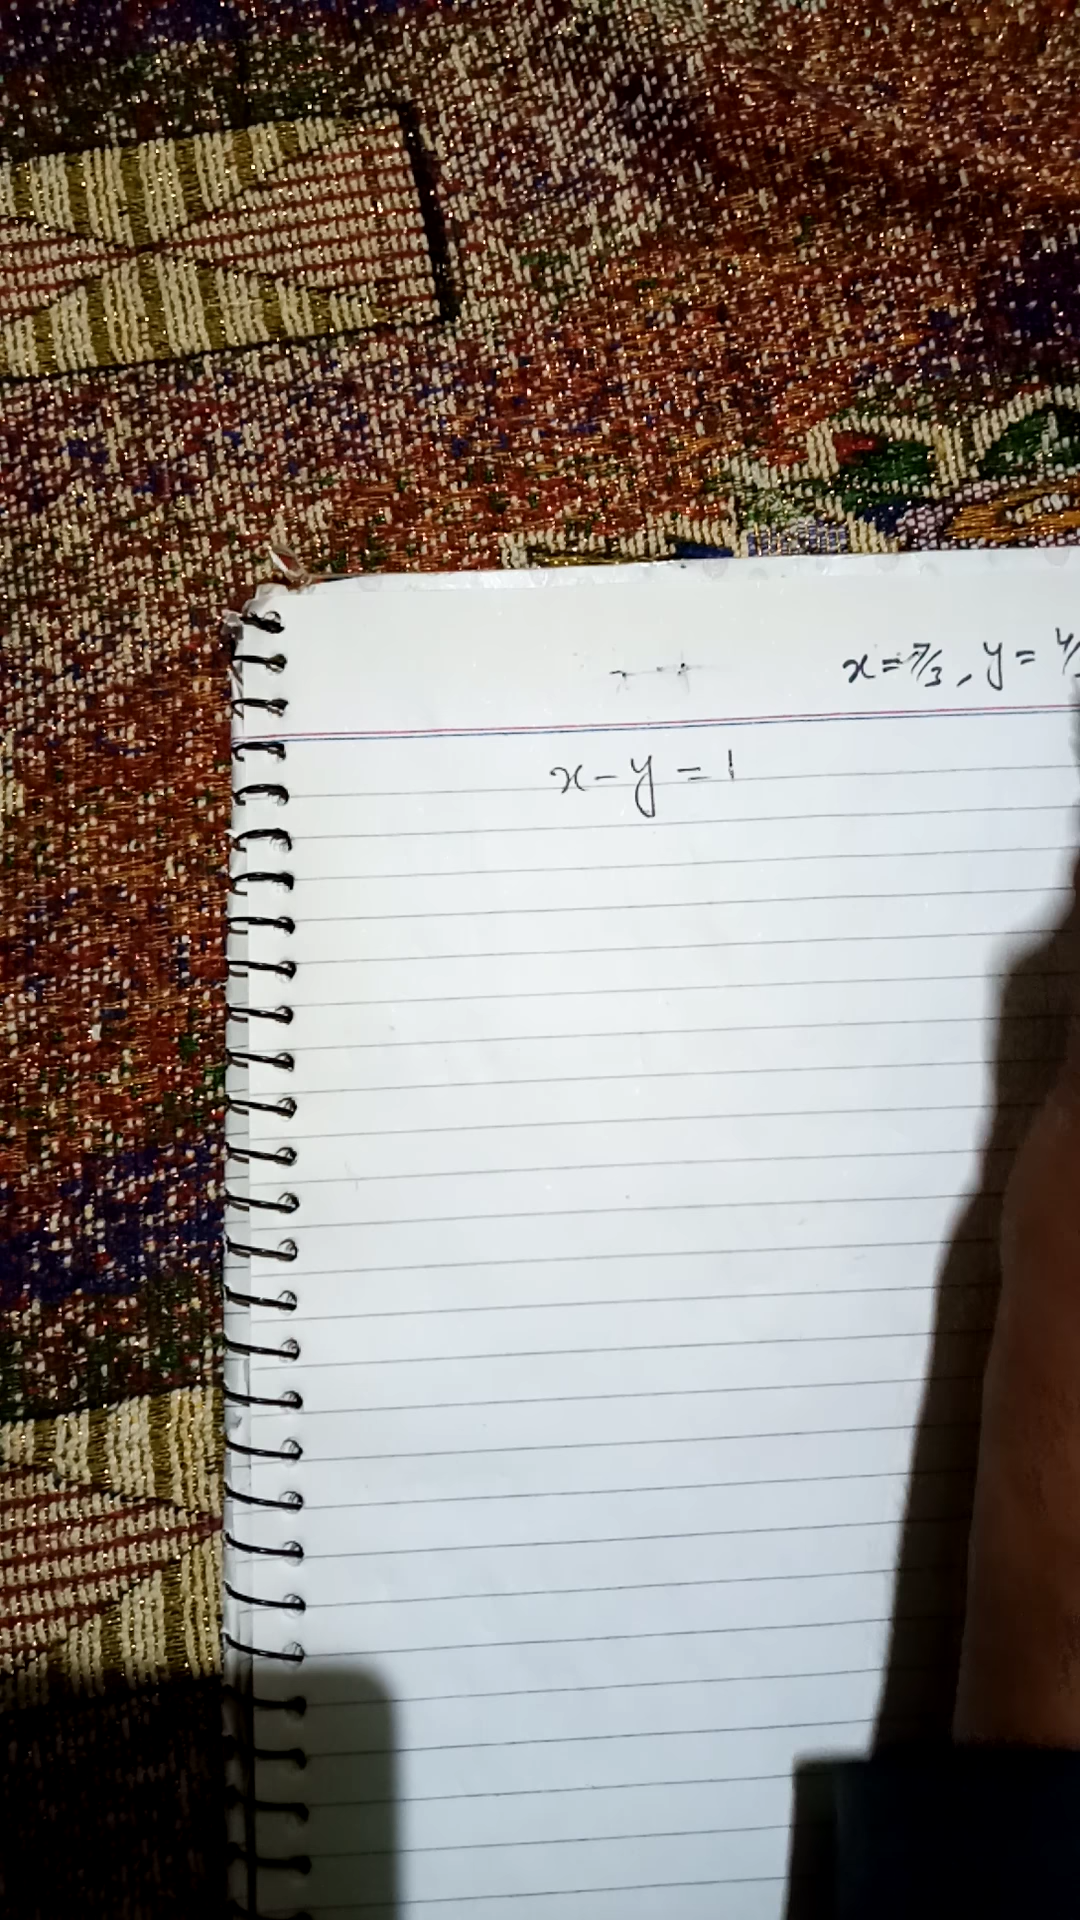 x = 7/3, y = 4/
x - y = 1